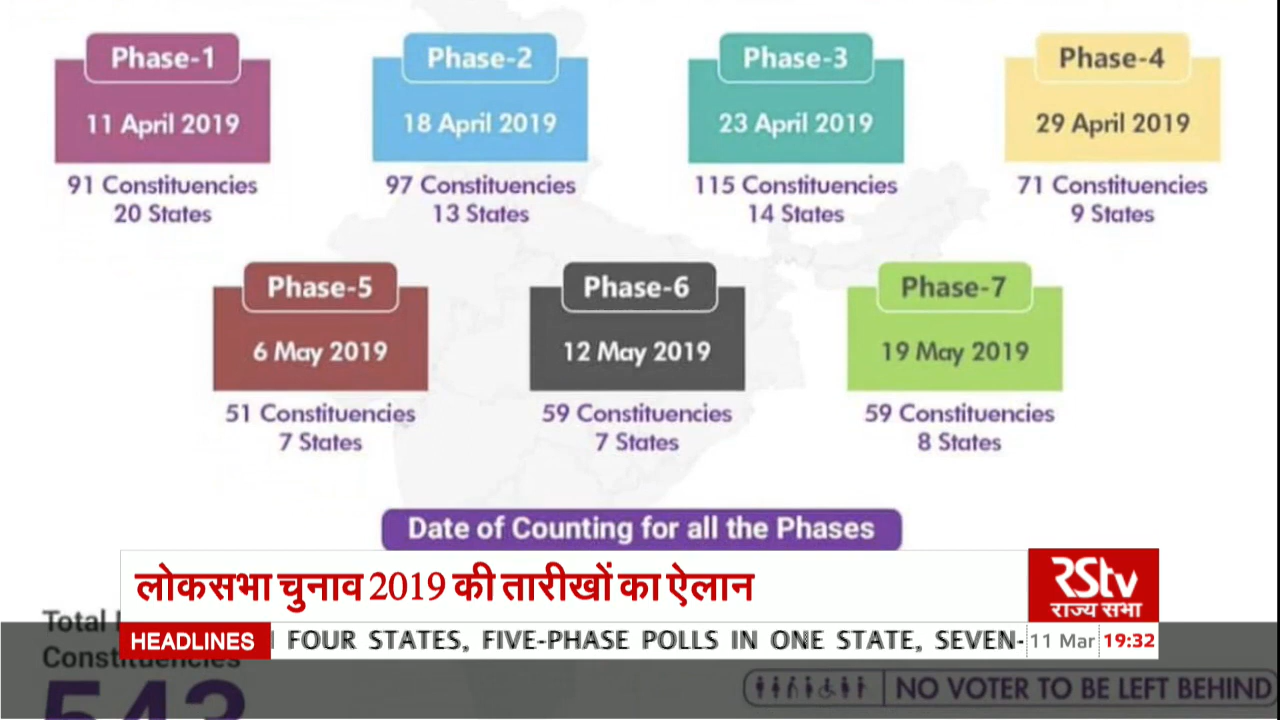 Phase-1
11 April 2019
91 Constituencies
20 States
Phase-2
18 April 2019
97 Constituencies
13 States
Phase-3
23 April 2019
115 Constituencies
14 States
Phase-4
29 April 2019
71 Constituencies
9 States
Phase-5
6 May 2019
51 Constituencies
7 States
Phase-6
12 May 2019
59 Constituencies
7 States
Phase-7
19 May 2019
59 Constituencies
8 States
Date of Counting for all the Phases
लोकसभा चुनाव 2019 की तारीखों का ऐलान
RStv
राज्य सभा
Total
Constituencies
543
HEADLINES
FOUR STATES, FIVE-PHASE POLLS IN ONE STATE, SEVEN-
11 Mar 19:32
NO VOTER TO BE LEFT BEHIND